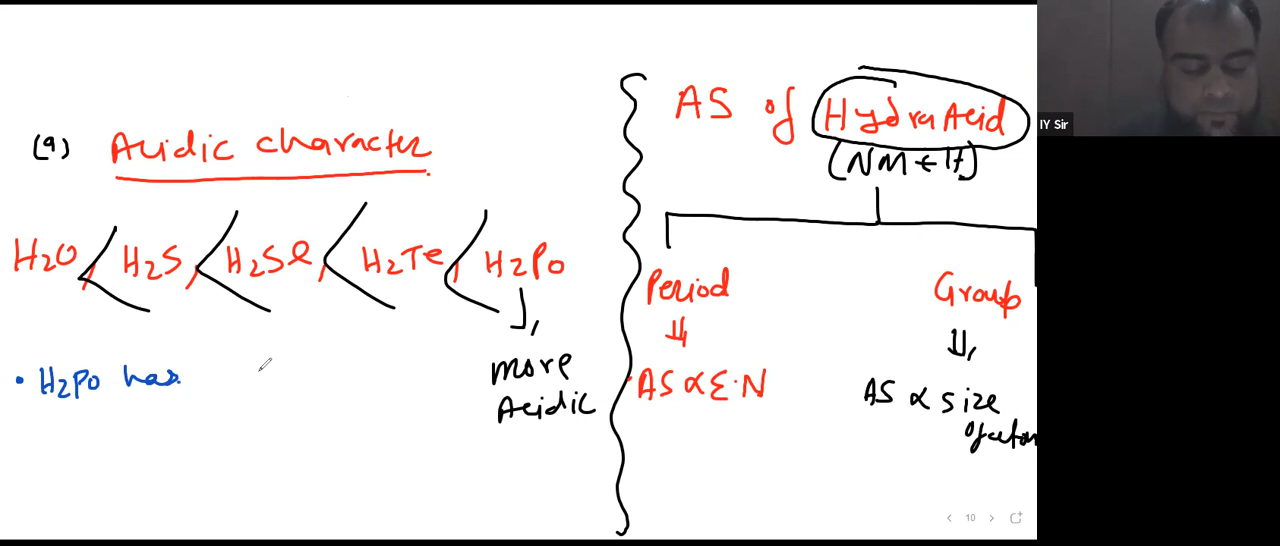 (9) Acidic character
H2O < H2S < H2Se < H2Te < H2Po
more
Acidic
• H2PO has
AS of HydraAcid
(NM + H)
Period
AS ∝ E·N
Group
AS ∝ size
IY Sir
10